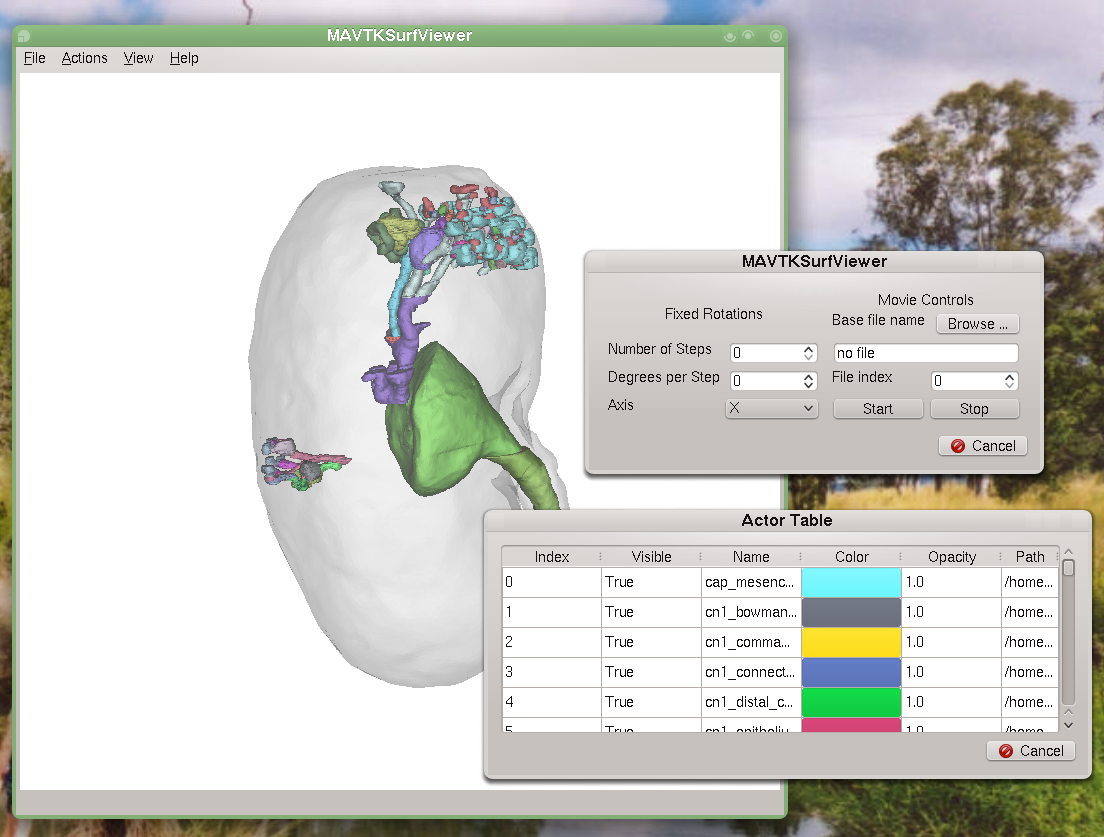 MAVTKSurfViewer
File Actions View Help
MAVTKSurfViewer
Fixed Rotations
Movie Controls
Base file name Browse ...
Number of Steps 0 no file
Degrees per Step 0 File index 0
Axis X Start Stop
Cancel
Actor Table
Index Visible Name Color Opacity Path
0 True cap_mesenc... 1.0 /home...
1 True cn1_bowman... 1.0 /home...
2 True cn1_comma... 1.0 /home...
3 True cn1_connect... 1.0 /home...
4 True cn1_distal_c... 1.0 /home...
5 True cn1_epitheliu... 1.0 /home...
Cancel